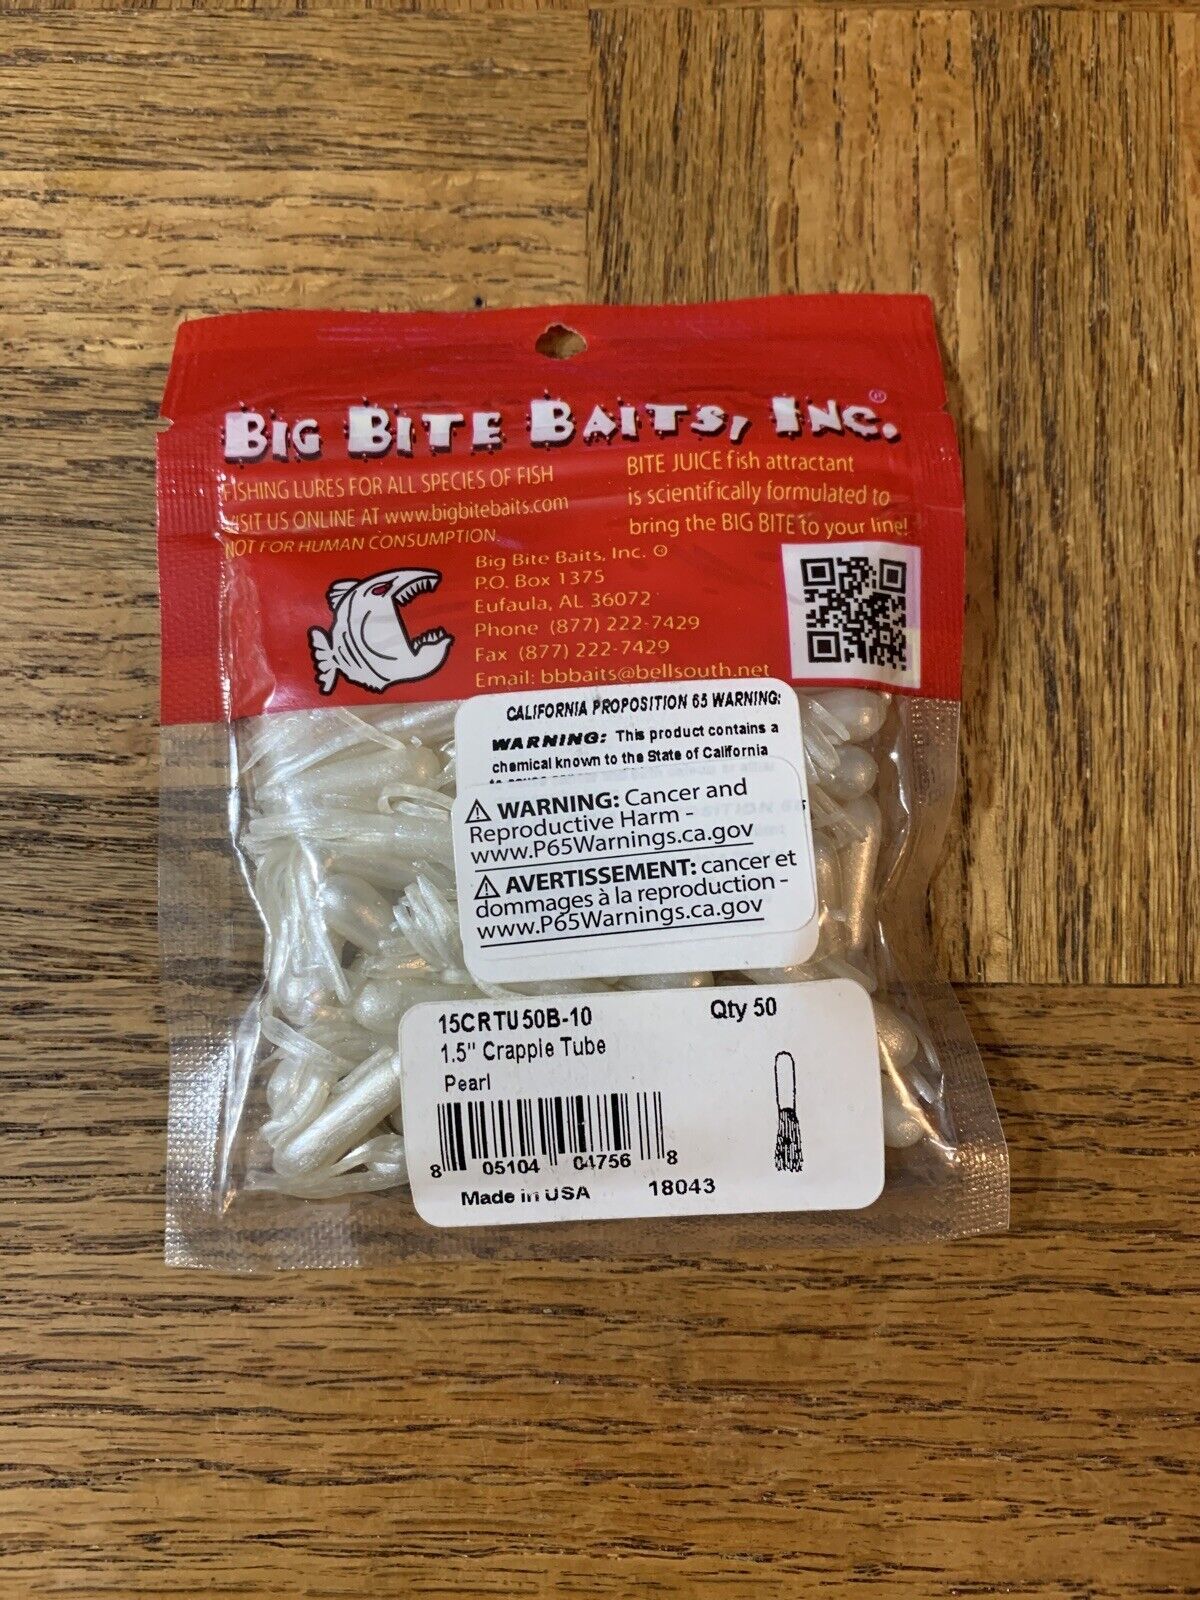 BIG BITE BAITS, INC.®
FISHING LURES FOR ALL SPECIES OF FISH
VISIT US ONLINE AT www.bigbitebaits.com
NOT FOR HUMAN CONSUMPTION.
BITE JUICE fish attractant
is scientifically formulated to
bring the BIG BITE to your line!
Big Bite Baits, Inc. ®
P.O. Box 1375
Eufaula, AL 36072
Phone (877) 222-7429
Fax (877) 222-7429
Email: bbbaits@bellsouth.net
CALIFORNIA PROPOSITION 65 WARNING:
WARNING: This product contains a
chemical known to the State of California
⚠ WARNING: Cancer and
Reproductive Harm -
www.P65Warnings.ca.gov
⚠ AVERTISSEMENT: cancer et
dommages à la reproduction -
www.P65Warnings.ca.gov
15CRTU50B-10 Qty 50
1.5" Crappie Tube
Pearl
8 05104 04756 8
Made in USA 18043